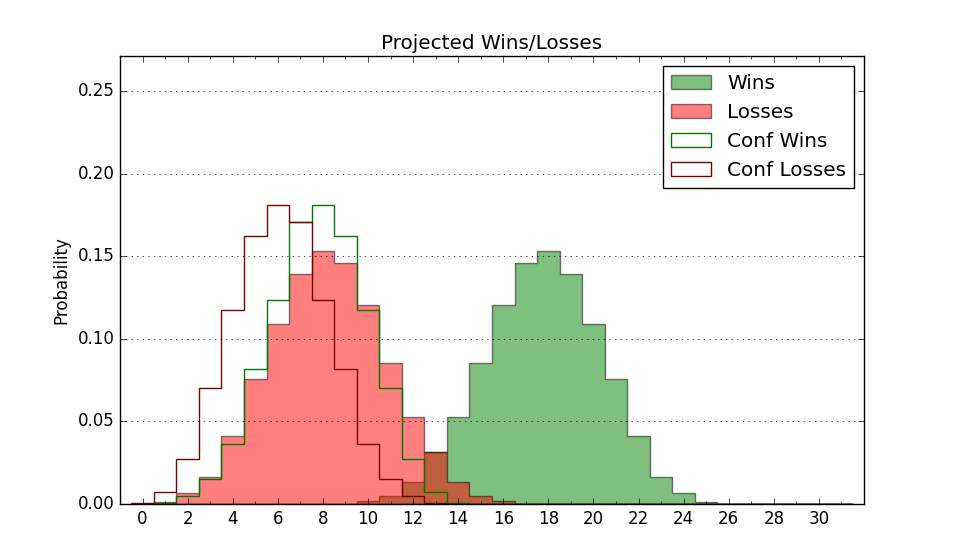 Projected Wins/Losses
Wins
Losses
Conf Wins
Conf Losses
Probability
0.25
0.20
0.15
0.10
0.05
0.00
0 2 4 6 8 10 12 14 16 18 20 22 24 26 28 30